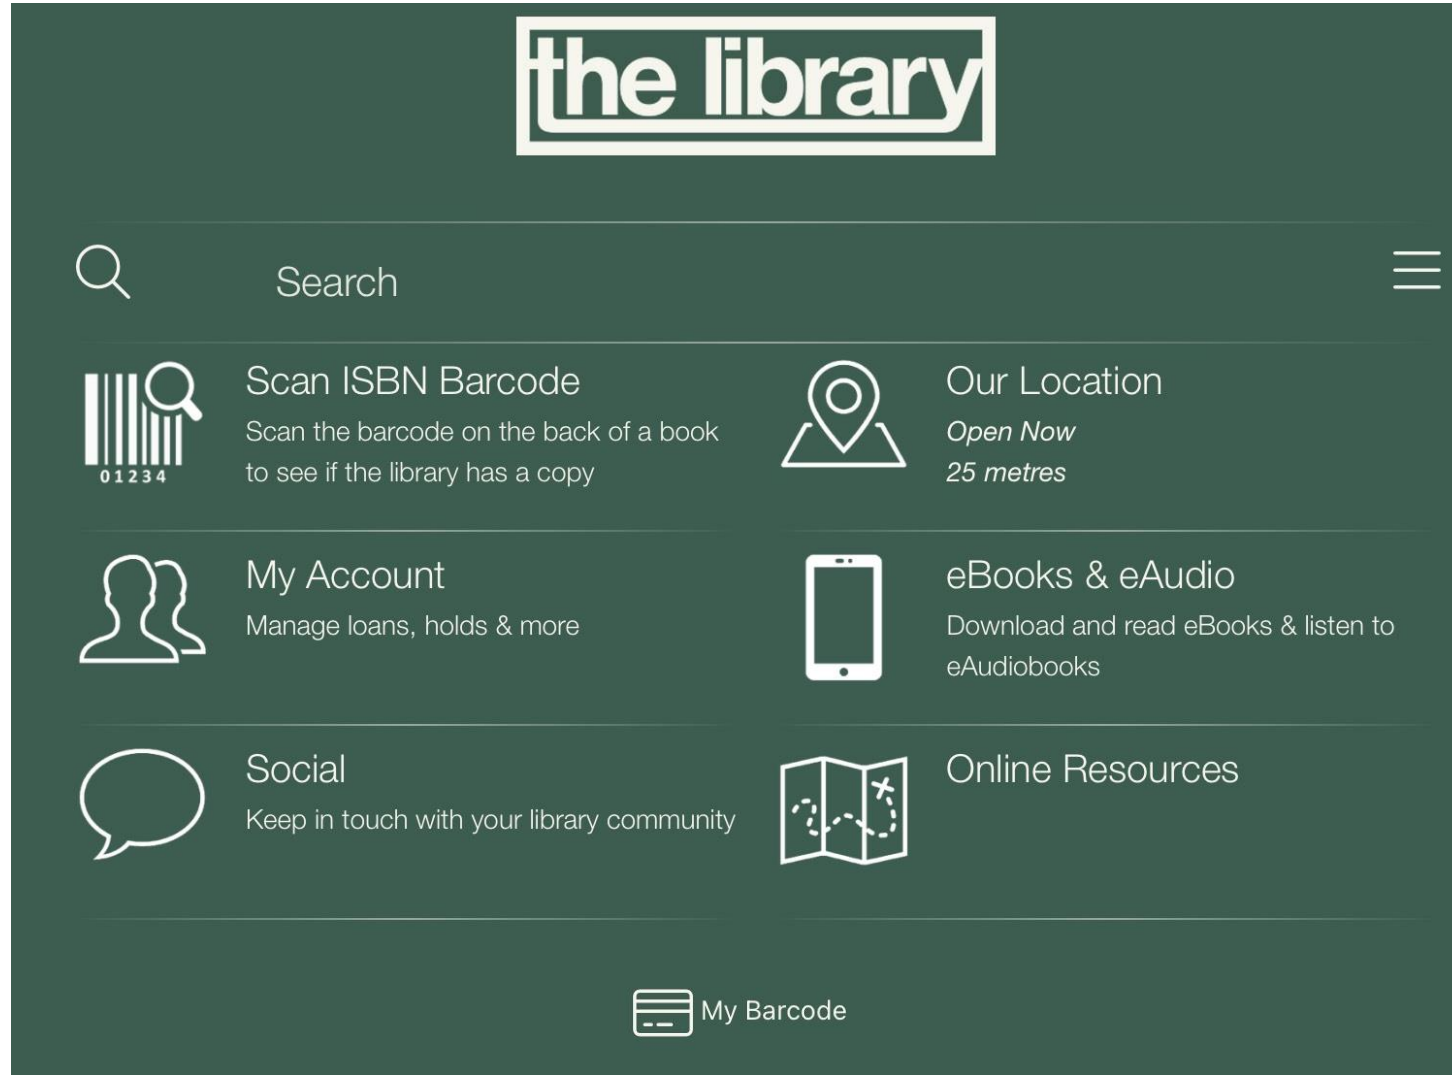 the library
Search
Scan ISBN Barcode
Scan the barcode on the back of a book
to see if the library has a copy
01234
Our Location
Open Now
25 metres
My Account
Manage loans, holds & more
eBooks & eAudio
Download and read eBooks & listen to
eAudiobooks
Social
Keep in touch with your library community
Online Resources
My Barcode